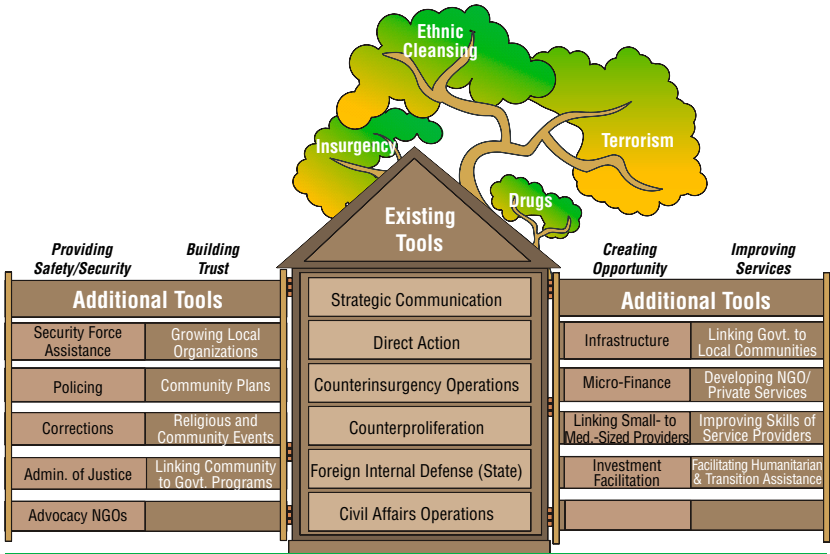 Ethnic
Cleansing
Insurgency
Terrorism
Drugs
Existing
Tools
Providing
Safety/Security
Building
Trust
Additional Tools
Security Force
Assistance
Growing Local
Organizations
Policing
Community Plans
Corrections
Religious and
Community Events
Admin. of Justice
Linking Community
to Govt. Programs
Advocacy NGOs
Strategic Communication
Direct Action
Counterinsurgency Operations
Counterproliferation
Foreign Internal Defense (State)
Civil Affairs Operations
Creating
Opportunity
Improving
Services
Additional Tools
Infrastructure
Linking Govt. to
Local Communities
Micro-Finance
Developing NGO/
Private Services
Linking Small- to
Med.-Sized Providers
Improving Skills of
Service Providers
Investment
Facilitation
Facilitating Humanitarian
& Transition Assistance